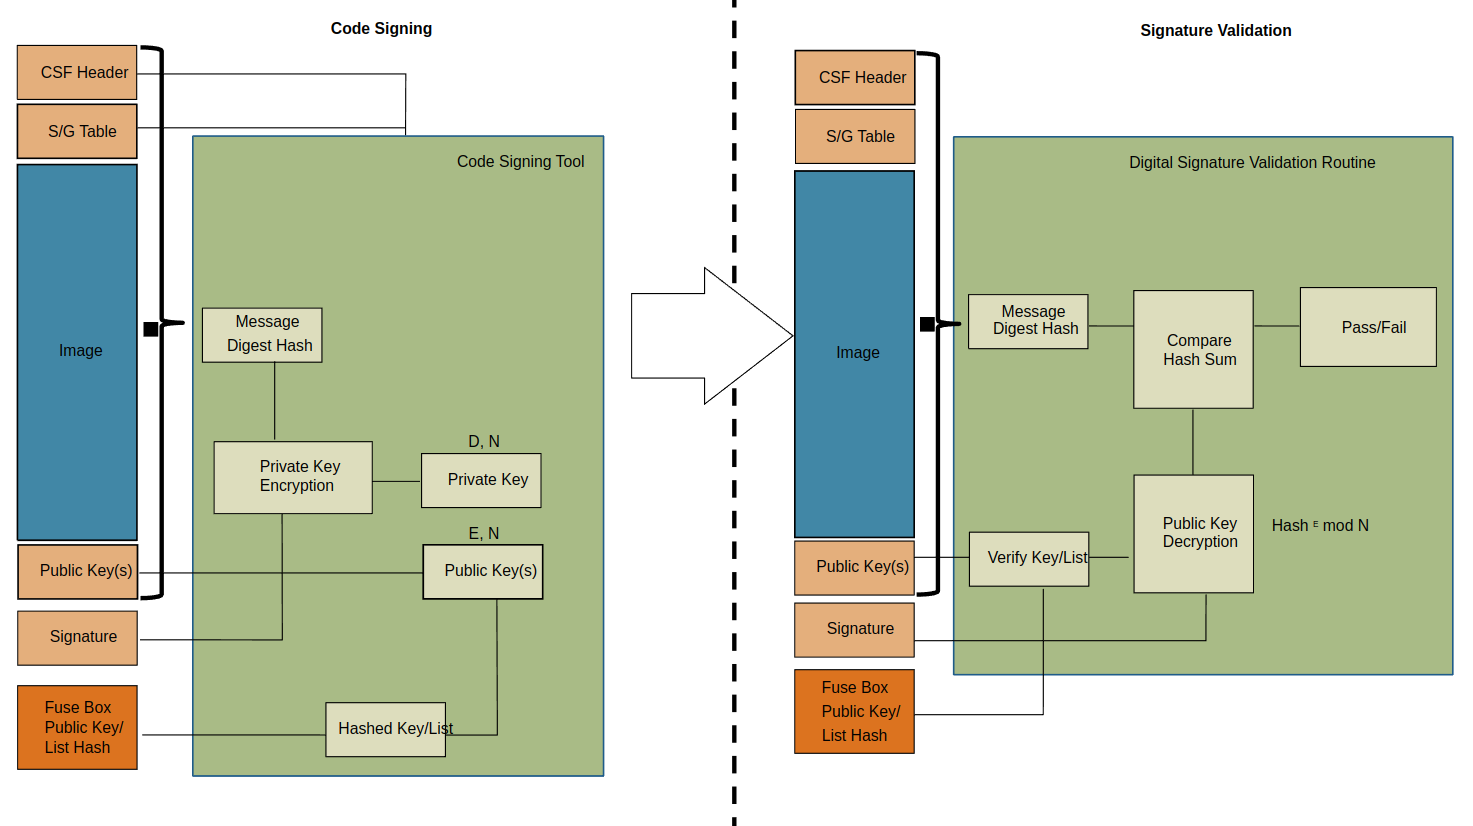 Code Signing
CSF Header
S/G Table
Code Signing Tool
Image
Message
Digest Hash
Private Key
Encryption
D, N
Private Key
E, N
Public Key(s)
Public Key(s)
Signature
Fuse Box
Public Key/
List Hash
Hashed Key/List
Signature Validation
CSF Header
S/G Table
Digital Signature Validation Routine
Image
Message
Digest Hash
Compare
Hash Sum
Pass/Fail
Public Key
Decryption
Hash ᴱ mod N
Public Key(s)
Verify Key/List
Signature
Fuse Box
Public Key/
List Hash